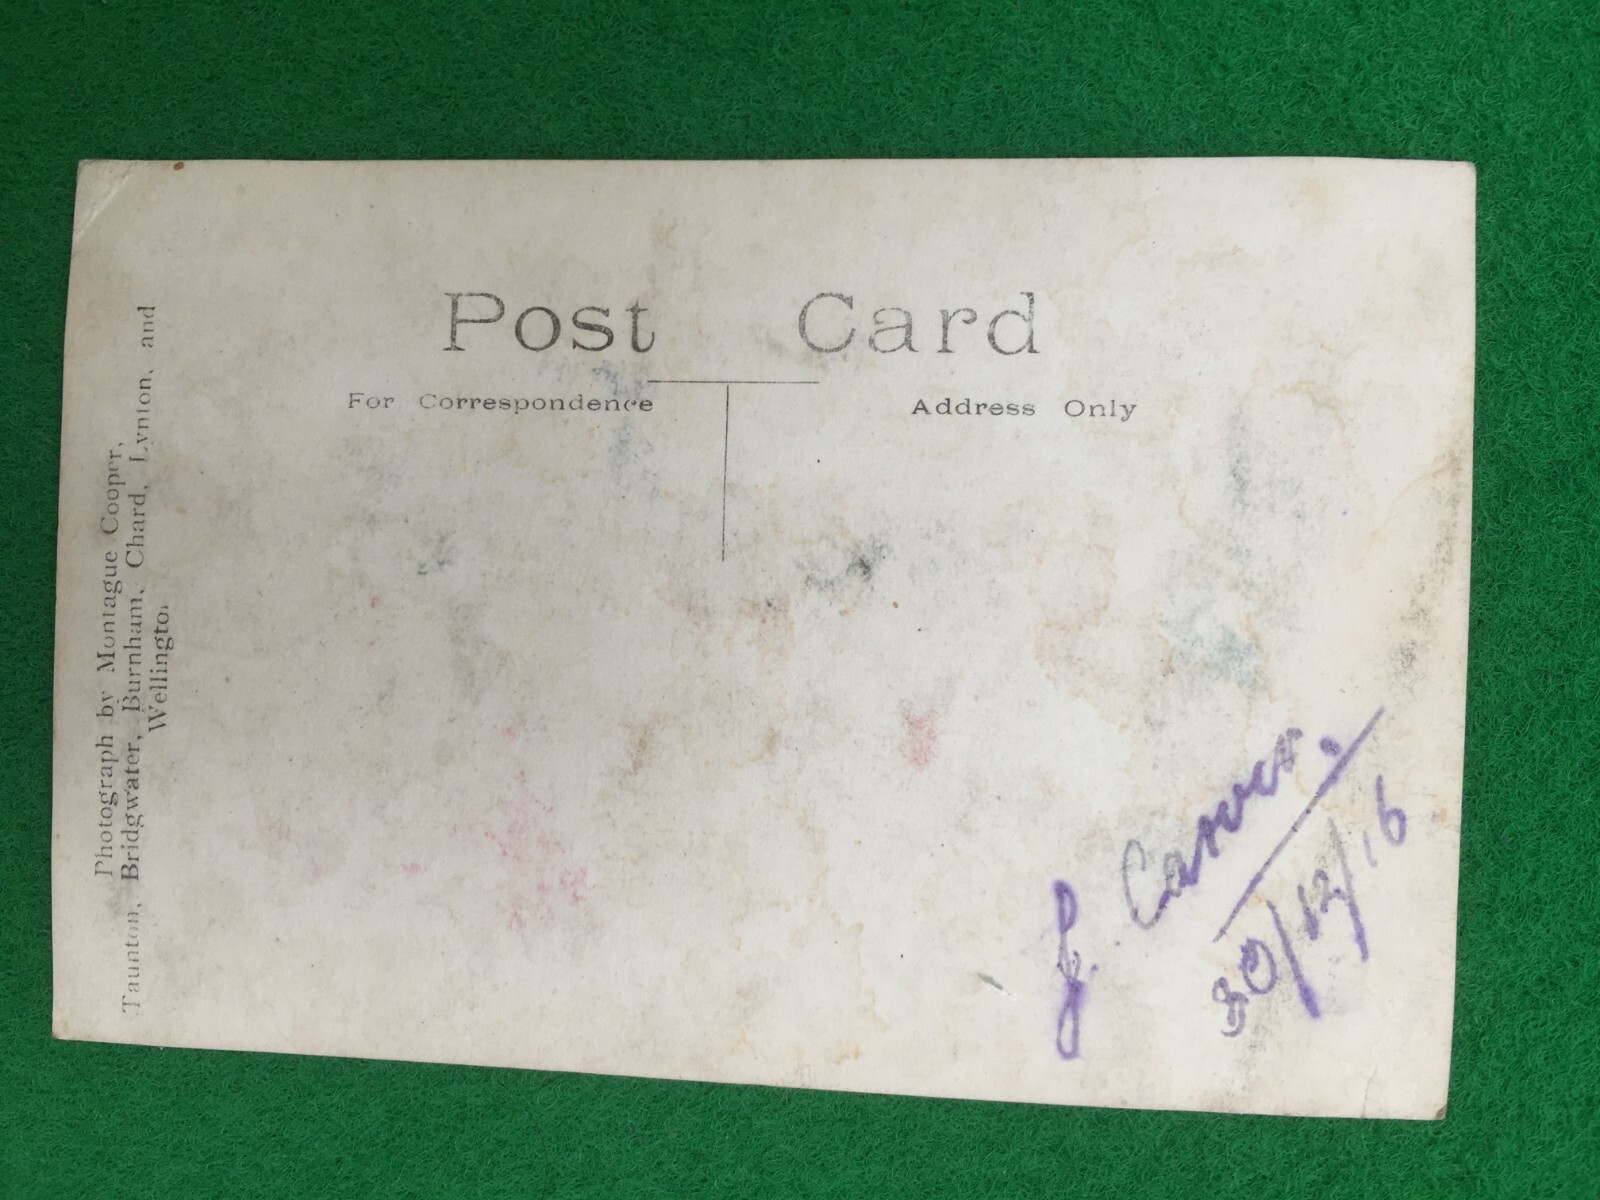 Post Card
For Correspondence
Address Only
Photograph by Montague Cooper,
Taunton, Bridgwater, Burnham, Chard, Lynton, and
Wellington
J.
30/12/16